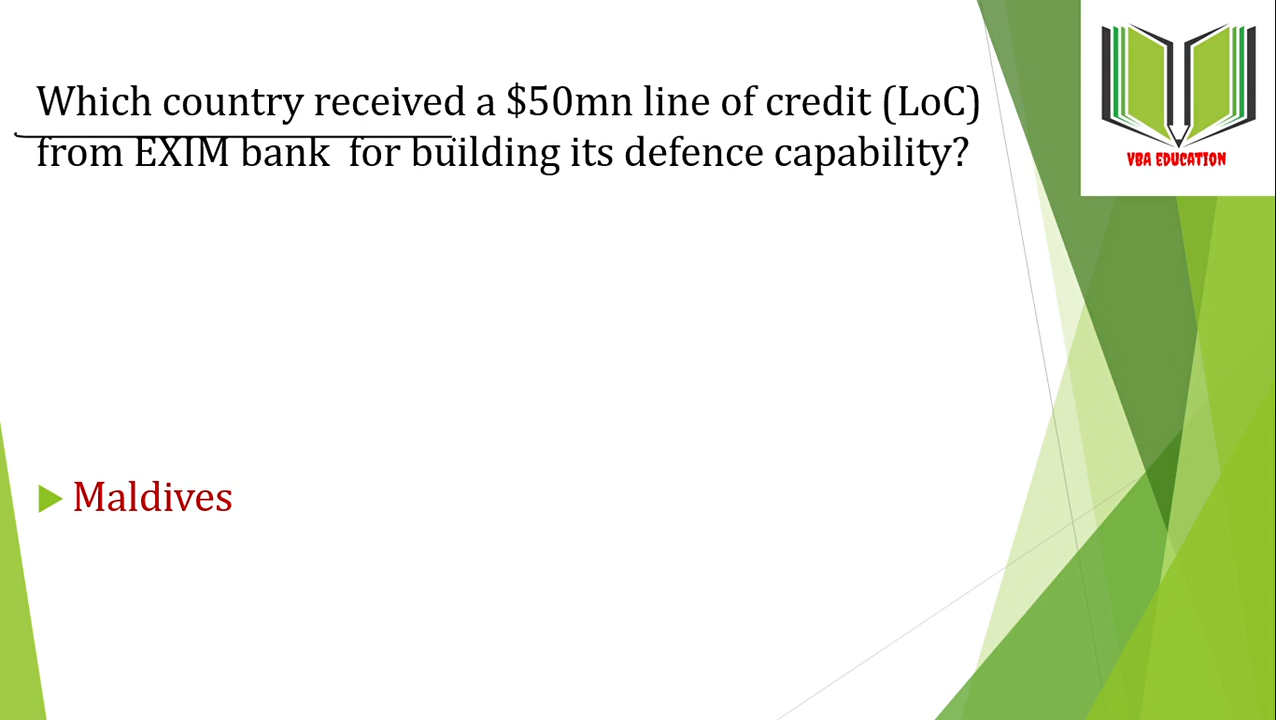 Which country received a $50mn line of credit (LoC)
from EXIM bank  for building its defence capability?
VBA EDUCATION
Maldives